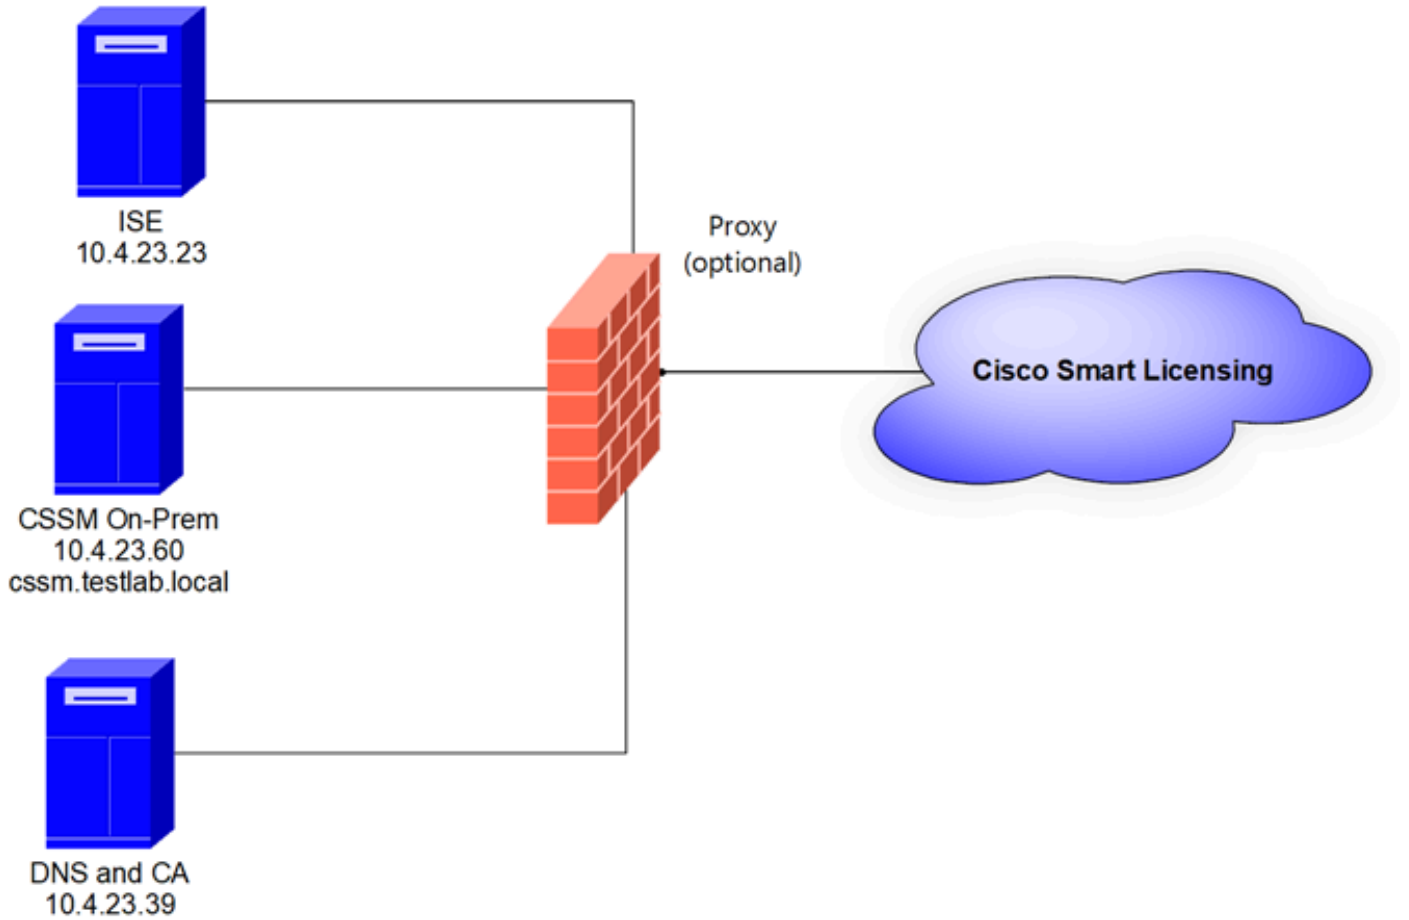 ISE
10.4.23.23
Proxy
(optional)
Cisco Smart Licensing
CSSM On-Prem
10.4.23.60
cssm.testlab.local
DNS and CA
10.4.23.39